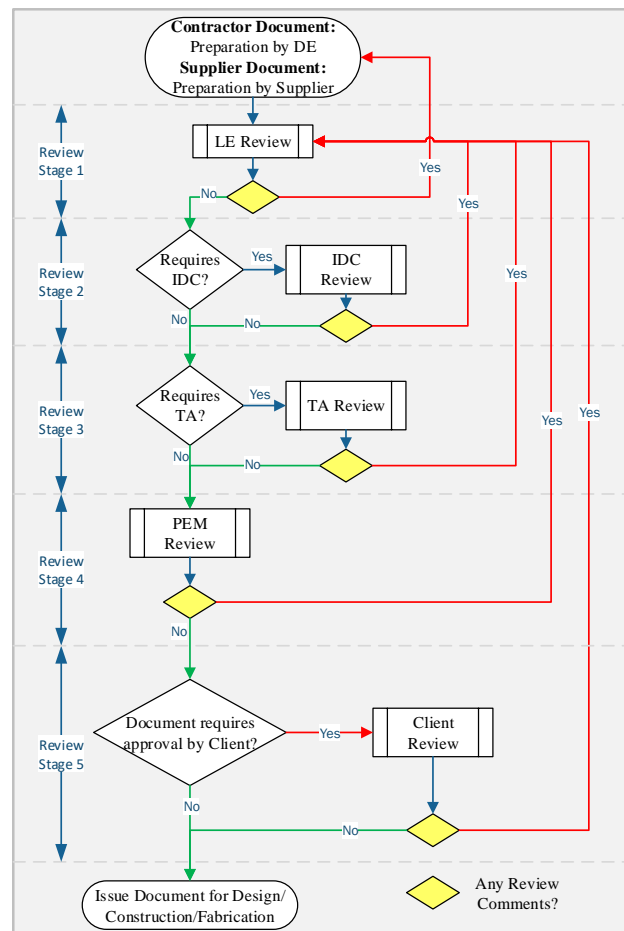 Contractor Document:
Preparation by DE
Supplier Document:
Preparation by Supplier
Review
Stage 1
LE Review
Yes
No
Review
Stage 2
Requires
IDC?
Yes
IDC
Review
Yes
No
No
Review
Stage 3
Requires
TA?
Yes
TA Review
Yes
No
No
Yes
Yes
Review
Stage 4
PEM
Review
No
Review
Stage 5
Document requires
approval by Client?
Yes
Client
Review
No
No
Issue Document for Design/
Construction/Fabrication
Any Review
Comments?